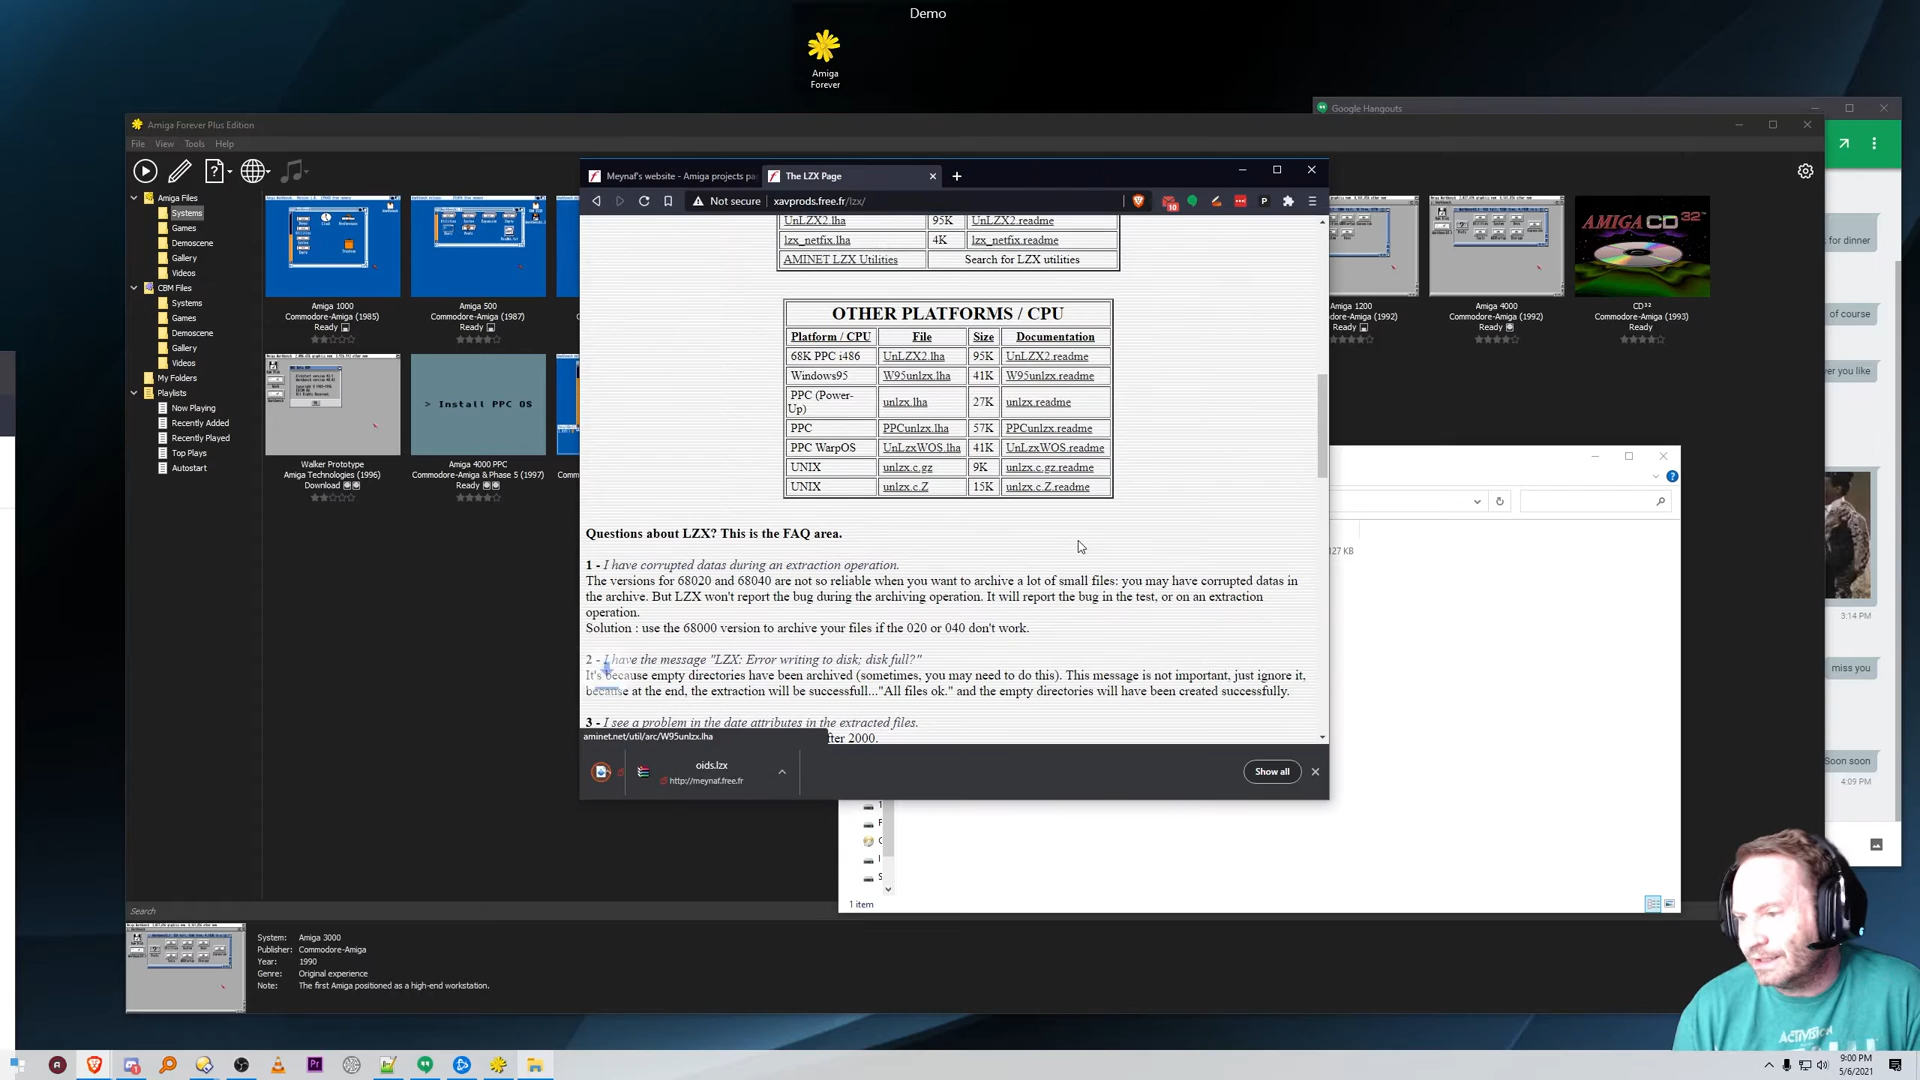 Demo
Amiga
Forever
Google Hangouts
Amiga Forever Plus Edition
File View Tools Help
Amiga Files
Systems
Games
Demoscene
Gallery
Videos
CBM Files
Systems
Games
Demoscene
Gallery
Videos
My Folders
Playlists
Now Playing
Recently Added
Recently Played
Top Plays
Autostart
Amiga 1000
Commodore-Amiga (1985)
Ready
Amiga 500
Commodore-Amiga (1987)
Ready
Walker Prototype
Amiga Technologies (1996)
Download
> Install PPC OS
Amiga 4000 PPC
Commodore-Amiga & Phase 5 (1997)
Ready
Meynaf's website - Amiga projects pa
The LZX Page
Not secure xavprods.free.fr/lzx/
UnLZX2.lha 95K UnLZX2.readme
lzx_netfix.lha 4K lzx_netfix.readme
AMINET LZX Utilities Search for LZX utilities
OTHER PLATFORMS / CPU
Platform / CPU File Size Documentation
68K PPC i486 UnLZX2.lha 95K UnLZX2.readme
Windows95 W95unlzx.lha 41K W95unlzx.readme
PPC (Power-
Up) unlzx.lha 27K unlzx.readme
PPC PPCunlzx.lha 57K PPCunlzx.readme
PPC WarpOS UnLzxWOS.lha 41K UnLzxWOS.readme
UNIX unlzx.c.gz 9K unlzx.c.gz.readme
UNIX unlzx.c.Z 15K unlzx.c.Z.readme
Questions about LZX? This is the FAQ area.
1 - I have corrupted datas during an extraction operation.
The versions for 68020 and 68040 are not so reliable when you want to archive a lot of small files: you may have corrupted datas in
the archive. But LZX won't report the bug during the archiving operation. It will report the bug in the test, or on an extraction
operation.
Solution : use the 68000 version to archive your files if the 020 or 040 don't work.
2 - I have the message "LZX: Error writing to disk; disk full?"
It's because empty directories have been archived (sometimes, you may need to do this). This message is not important, just ignore it,
because at the end, the extraction will be successfull..."All files ok." and the empty directories will have been created successfully.
3 - I see a problem in the date attributes in the extracted files.
fter 2000.
aminet.net/util/arc/W95unlzx.lha
oids.lzx
http://meynaf.free.fr
Show all
Amiga 1200
(1992)
Ready
Amiga 4000
Commodore-Amiga (1992)
Ready
AMIGA CD32
CD³²
Commodore-Amiga (1993)
Ready
for dinner
of course
ver you like
3:14 PM
miss you
Soon soon
4:09 PM
127 KB
1 item
Search
System: Amiga 3000
Publisher: Commodore-Amiga
Year: 1990
Genre: Original experience
Note: The first Amiga positioned as a high-end workstation.
ACTIVISION
9:00 PM
5/6/2021